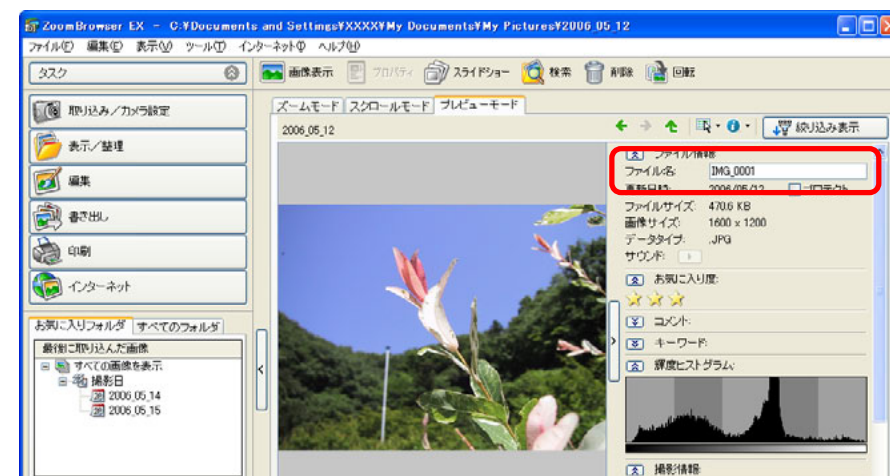 ZoomBrowser EX - C:¥Documents and Settings¥XXXX¥My Documents¥My Pictures¥2006_05_12
ファイル(F) 編集(E) 表示(V) ツール(T) インターネット(I) ヘルプ(H)
タスク
画像表示 プロパティ スライドショー 検索 削除 回転
取り込み／カメラ設定
表示／整理
編集
書き出し
印刷
インターネット
お気に入りフォルダ すべてのフォルダ
最後に取り込んだ画像
すべての画像を表示
撮影日
2006_05_14
2006_05_15
ズームモード スクロールモード プレビューモード
2006_05_12
絞り込み表示
ファイル情報
ファイル名: IMG_0001
更新日時: 2006/05/12 プロテクト
ファイルサイズ: 470.6 KB
画像サイズ: 1600 x 1200
データタイプ: .JPG
サウンド:
お気に入り度:
コメント:
キーワード:
輝度ヒストグラム:
撮影情報: